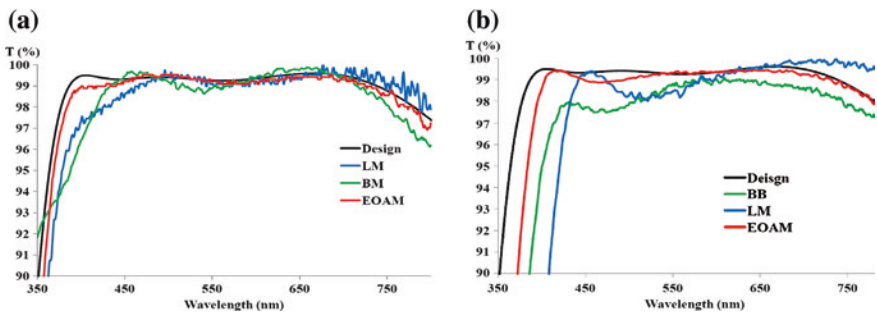 (a)
T (%)
100
99
98
97
96
95
94
93
92
91
90
350
450
550
650
750
Wavelength (nm)
Design
LM
BM
EOAM
(b)
T (%)
100
99
98
97
96
95
94
93
92
91
90
350
450
550
650
750
Wavelength (nm)
Deisgn
BB
LM
EOAM